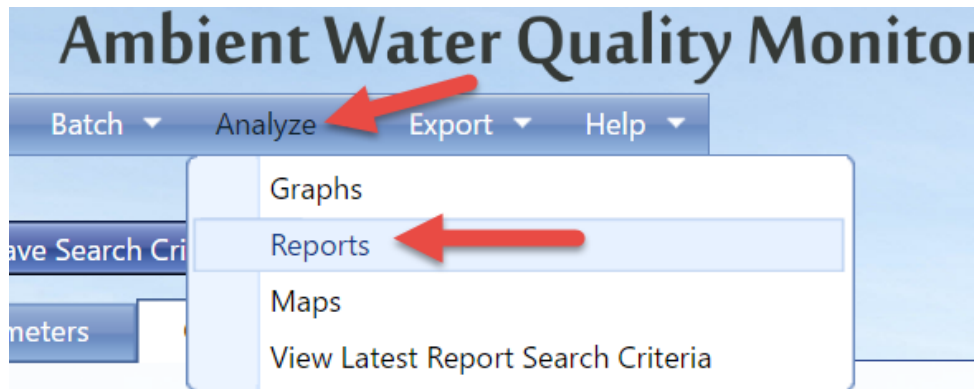 Ambient Water Quality Monitor
Batch Analyze Export Help
Graphs
ave Search Cri
Reports
Maps
meters
View Latest Report Search Criteria